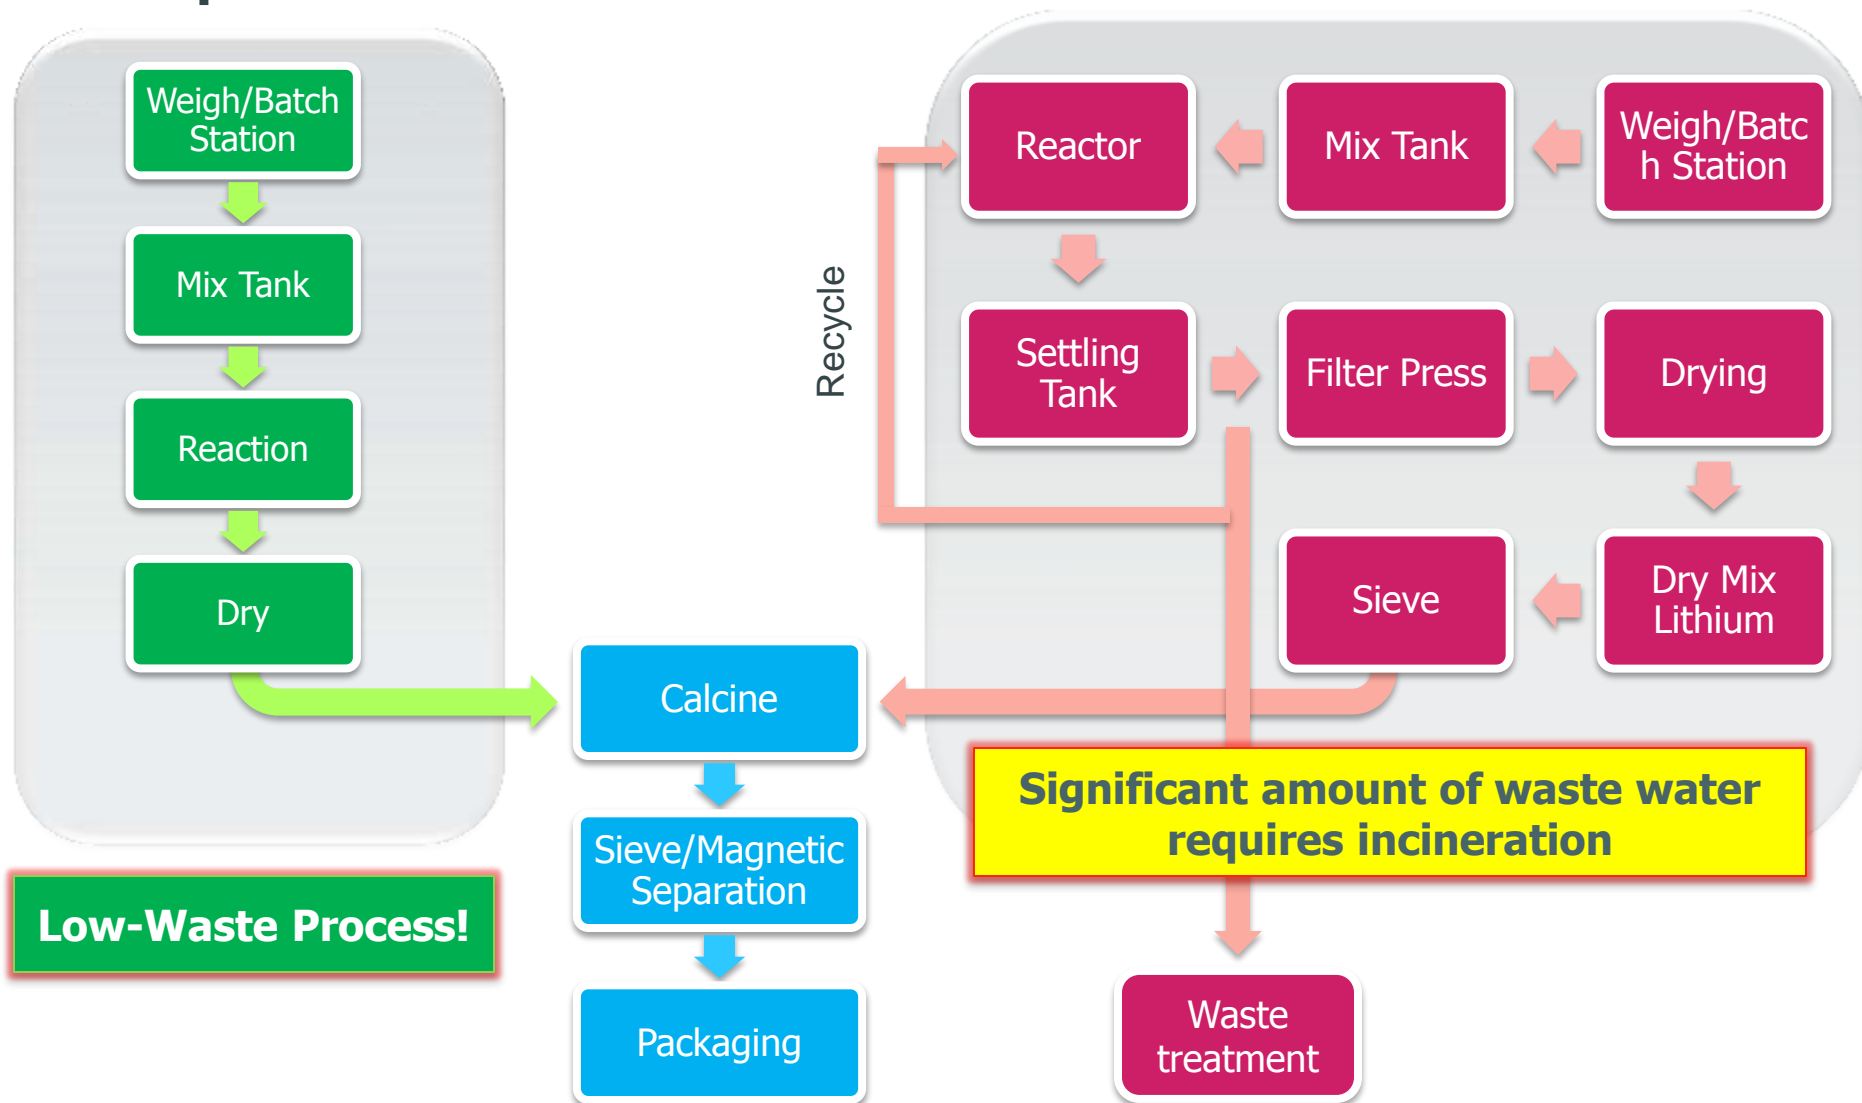 Weigh/Batch
Station
Mix Tank
Reaction
Dry
Low-Waste Process!
Calcine
Sieve/Magnetic
Separation
Packaging
Recycle
Reactor
Mix Tank
Weigh/Batc
h Station
Settling
Tank
Filter Press
Drying
Sieve
Dry Mix
Lithium
Significant amount of waste water
requires incineration
Waste
treatment